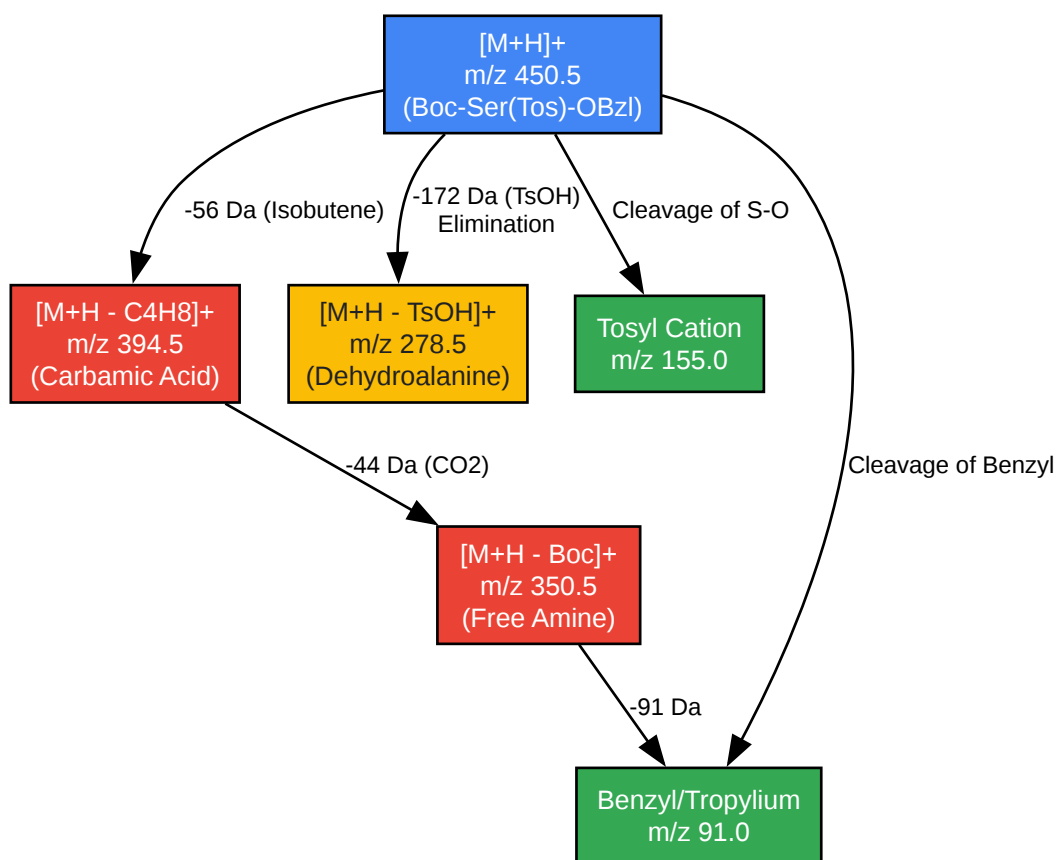 [M+H]+
m/z 450.5
(Boc-Ser(Tos)-OBzl)
-56 Da (Isobutene)
-172 Da (TsOH)
Elimination
Cleavage of S-O
[M+H - C4H8]+
m/z 394.5
(Carbamic Acid)
[M+H - TsOH]+
m/z 278.5
(Dehydroalanine)
Tosyl Cation
m/z 155.0
-44 Da (CO2)
Cleavage of Benzyl
[M+H - Boc]+
m/z 350.5
(Free Amine)
-91 Da
Benzyl/Tropylium
m/z 91.0